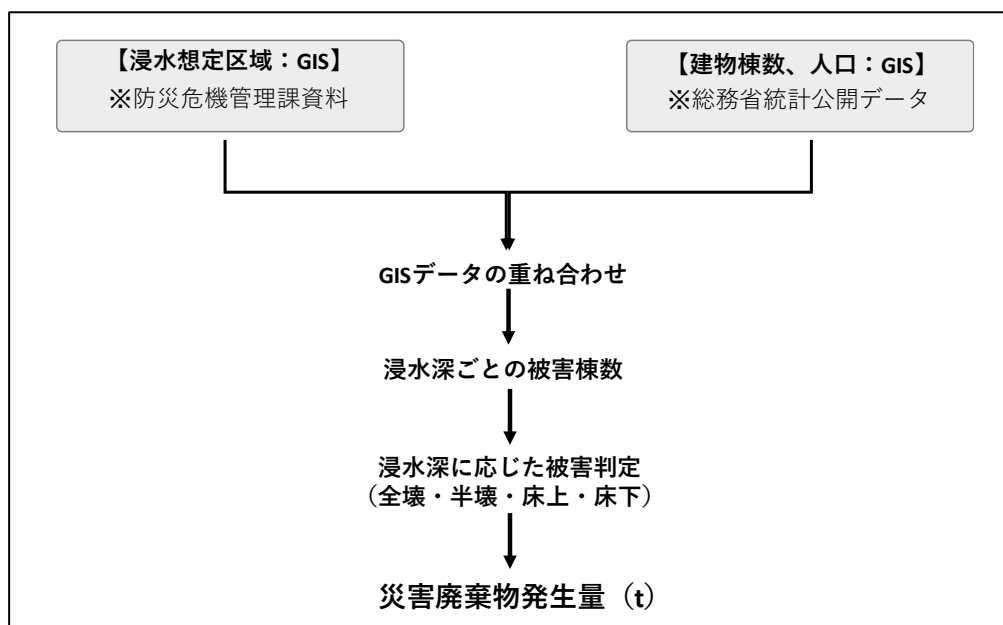 【浸水想定区域：GIS】
※防災危機管理課資料
【建物棟数、人口：GIS】
※総務省統計公開データ
GISデータの重ね合わせ
浸水深ごとの被害棟数
浸水深に応じた被害判定
（全壊・半壊・床上・床下）
災害廃棄物発生量（t）